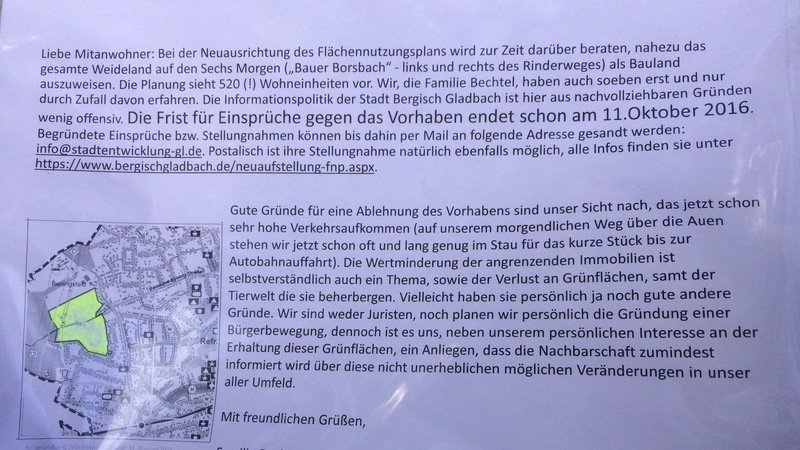 Liebe Mitanwohner: Bei der Neuausrichtung des Flächennutzungsplans wird zur Zeit darüber beraten, nahezu das
gesamte Weideland auf den Sechs Morgen („Bauer Borsbach“ - links und rechts des Rinderweges) als Bauland
auszuweisen. Die Planung sieht 520 (!) Wohneinheiten vor. Wir, die Familie Bechtel, haben auch soeben erst und nur
durch Zufall davon erfahren. Die Informationspolitik der Stadt Bergisch Gladbach ist hier aus nachvollziehbaren Gründen
wenig offensiv. Die Frist für Einsprüche gegen das Vorhaben endet schon am 11.Oktober 2016.
Begründete Einsprüche bzw. Stellungnahmen können bis dahin per Mail an folgende Adresse gesandt werden:
info@stadtentwicklung-gl.de. Postalisch ist ihre Stellungnahme natürlich ebenfalls möglich, alle Infos finden sie unter
https://www.bergischgladbach.de/neuaufstellung-fnp.aspx.
Gute Gründe für eine Ablehnung des Vorhabens sind unser Sicht nach, das jetzt schon
sehr hohe Verkehrsaufkommen (auf unserem morgendlichen Weg über die Auen
stehen wir jetzt schon oft und lang genug im Stau für das kurze Stück bis zur
Autobahnauffahrt). Die Wertminderung der angrenzenden Immobilien ist
selbstverständlich auch ein Thema, sowie der Verlust an Grünflächen, samt der
Tierwelt die sie beherbergen. Vielleicht haben sie persönlich ja noch gute andere
Gründe. Wir sind weder Juristen, noch planen wir persönlich die Gründung einer
Bürgerbewegung, dennoch ist es uns, neben unserem persönlichen Interesse an der
Erhaltung dieser Grünflächen, ein Anliegen, dass die Nachbarschaft zumindest
informiert wird über diese nicht unerheblichen möglichen Veränderungen in unser
aller Umfeld.
Mit freundlichen Grüßen,
Refr